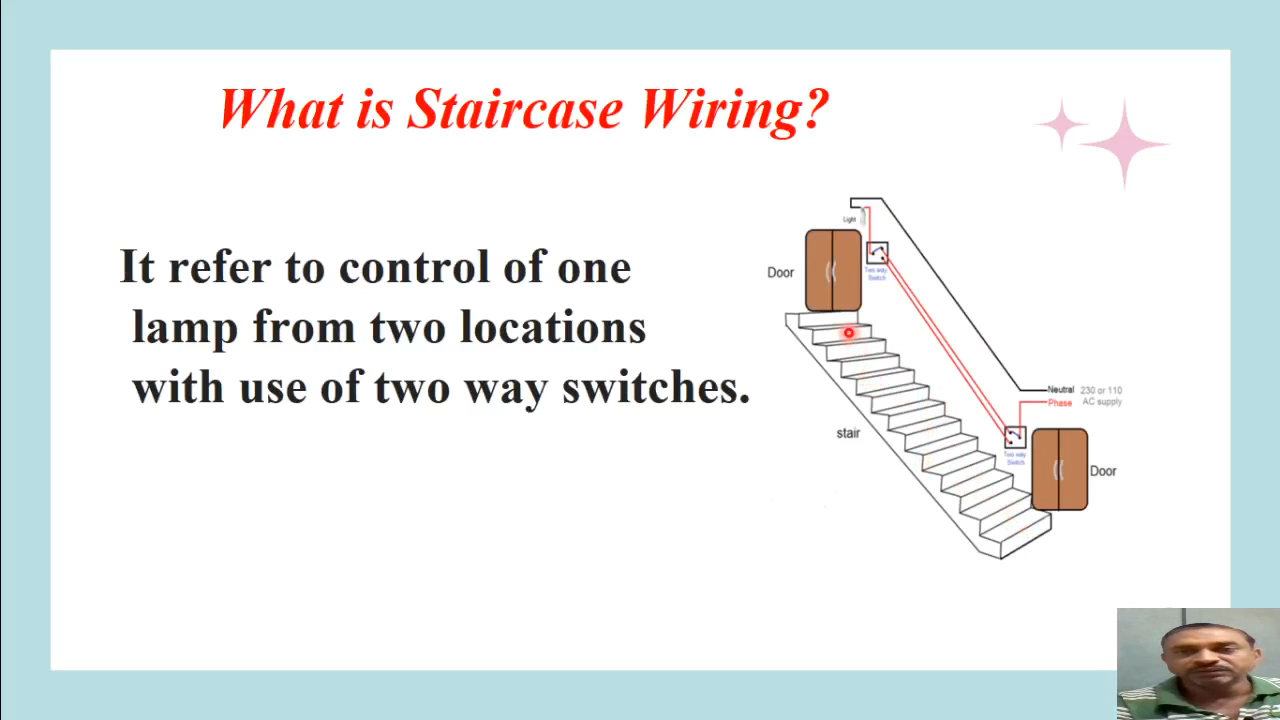 What is Staircase Wiring?
It refer to control of one
lamp from two locations
with use of two way switches.
Light
Door
Two way
Switch
Neutral 230 or 110
Phase AC supply
stair
Two way
Switch
Door